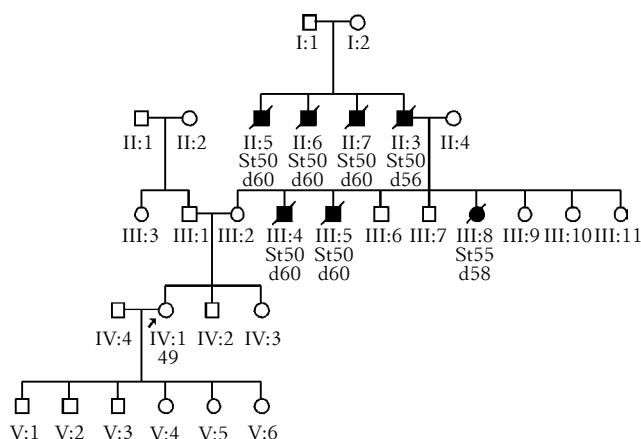 I:1 I:2
II:1 II:2 II:5 II:6 II:7 II:3 II:4
St50 St50 St50 St50
d60 d60 d60 d56
III:3 III:1 III:2 III:4 III:5 III:6 III:7 III:8 III:9 III:10 III:11
St50 St50 St55
d60 d60 d58
IV:4 IV:1 IV:2 IV:3
49
V:1 V:2 V:3 V:4 V:5 V:6